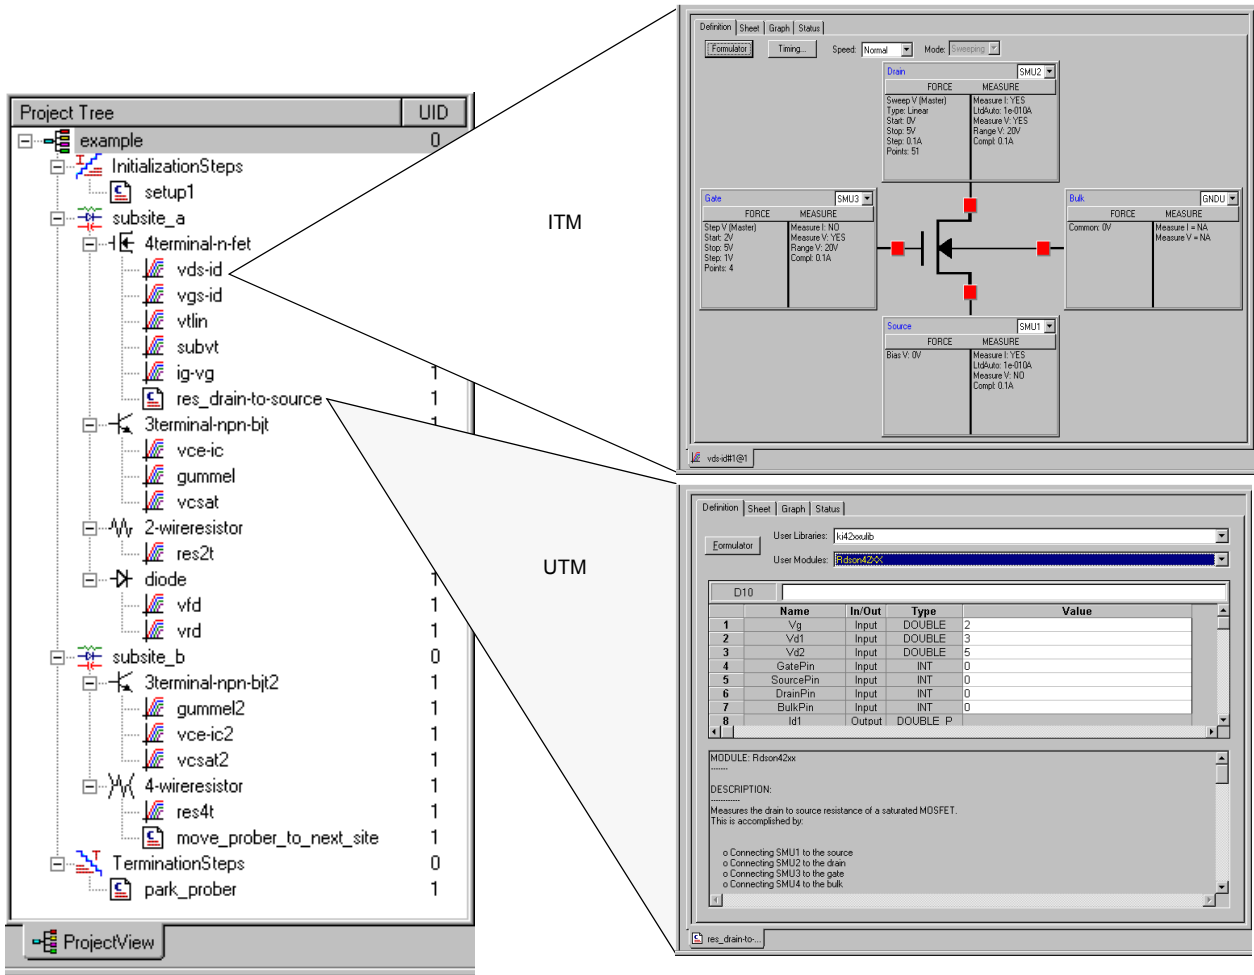 Project Tree UID
example 0
InitializationSteps
setup1
subsite_a
4terminal-n-fet
vds-id
vgs-id
vtlin
subvt
ig-vg 1
res_drain-to-source 1
3terminal-npn-bjt 1
vce-ic 1
gummel 1
vcsat 1
2-wireresistor
res2t
diode 1
vfd 1
vrd 1
subsite_b 0
3terminal-npn-bjt2 1
gummel2 1
vce-ic2 1
vcsat2 1
4-wireresistor 1
res4t 1
move_prober_to_next_site 1
TerminationSteps 0
park_prober 1
ProjectView
ITM
UTM
Definition Sheet Graph Status
Formulator Timing... Speed: Normal Mode: Sweeping
Drain SMU2
FORCE MEASURE
Sweep V (Master) Measure I: YES
Type: Linear LtdAuto: 1e-010A
Start: 0V Measure V: YES
Stop: 5V Range V: 20V
Step: 0.1A Compl: 0.1A
Points: 51
Gate SMU3
FORCE MEASURE
Step V (Master) Measure I: NO
Start: 2V Measure V: YES
Stop: 5V Range V: 20V
Step: 1V Compl: 0.1A
Points: 4
Bulk GNDU
FORCE MEASURE
Common: 0V Measure I = NA
Measure V = NA
Source SMU1
FORCE MEASURE
Bias V: 0V Measure I: YES
LtdAuto: 1e-010A
Measure V: NO
Compl: 0.1A
vds-id#1@1
Definition Sheet Graph Status
Formulator User Libraries: ki42xxulib
User Modules: Rdson42XX
D10
Name In/Out Type Value
1 Vg Input DOUBLE 2
2 Vd1 Input DOUBLE 3
3 Vd2 Input DOUBLE 5
4 GatePin Input INT 0
5 SourcePin Input INT 0
6 DrainPin Input INT 0
7 BulkPin Input INT 0
8 Id1 Output DOUBLE_P
MODULE: Rdson42xx
-------
DESCRIPTION:
------------
Measures the drain to source resistance of a saturated MOSFET.
This is accomplished by:
o Connecting SMU1 to the source
o Connecting SMU2 to the drain
o Connecting SMU3 to the gate
o Connecting SMU4 to the bulk
res_drain-to-...